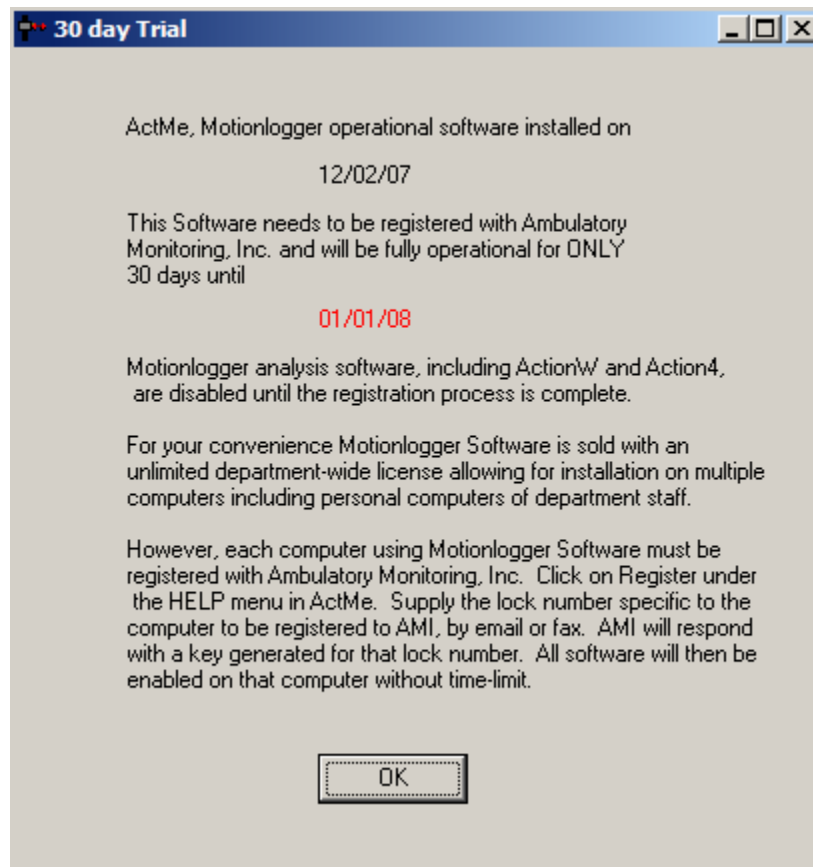 30 day Trial
ActMe, Motionlogger operational software installed on
12/02/07
This Software needs to be registered with Ambulatory
Monitoring, Inc. and will be fully operational for ONLY
30 days until
01/01/08
Motionlogger analysis software, including ActionW and Action4,
are disabled until the registration process is complete.
For your convenience Motionlogger Software is sold with an
unlimited department-wide license allowing for installation on multiple
computers including personal computers of department staff.
However, each computer using Motionlogger Software must be
registered with Ambulatory Monitoring, Inc.  Click on Register under
the HELP menu in ActMe.  Supply the lock number specific to the
computer to be registered to AMI, by email or fax.  AMI will respond
with a key generated for that lock number.  All software will then be
enabled on that computer without time-limit.
OK